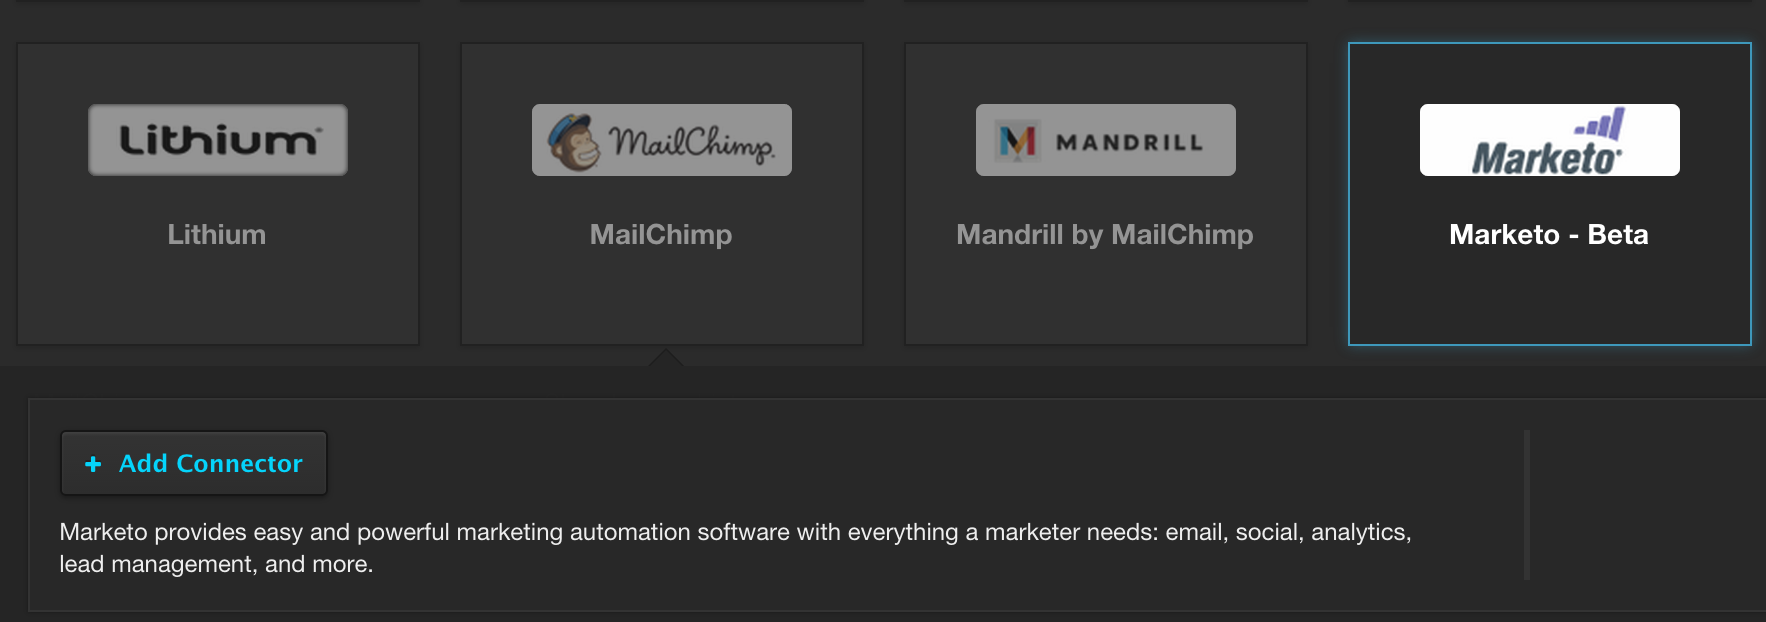 Lithium
MailChimp
MANDRILL
Marketo
Lithium
MailChimp
Mandrill by MailChimp
Marketo - Beta
+ Add Connector
Marketo provides easy and powerful marketing automation software with everything a marketer needs: email, social, analytics,
lead management, and more.